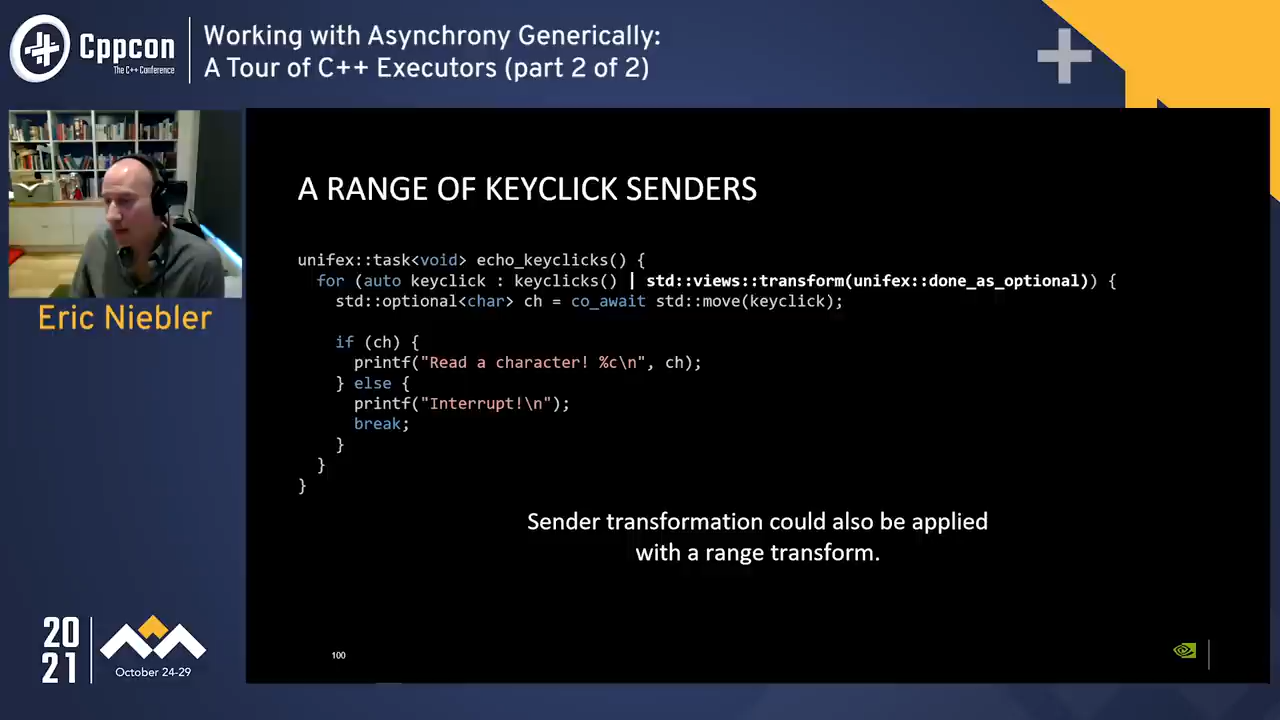 Cppcon
The C++ Conference
Working with Asynchrony Generically:
A Tour of C++ Executors (part 2 of 2)
Eric Niebler
A RANGE OF KEYCLICK SENDERS
unifex::task<void> echo_keyclicks() {
for (auto keyclick : keyclicks() | std::views::transform(unifex::done_as_optional)) {
std::optional<char> ch = co_await std::move(keyclick);
if (ch) {
printf("Read a character! %c\n", ch);
} else {
printf("Interrupt!\n");
break;
}
}
}
Sender transformation could also be applied
with a range transform.
100
20
21
October 24-29